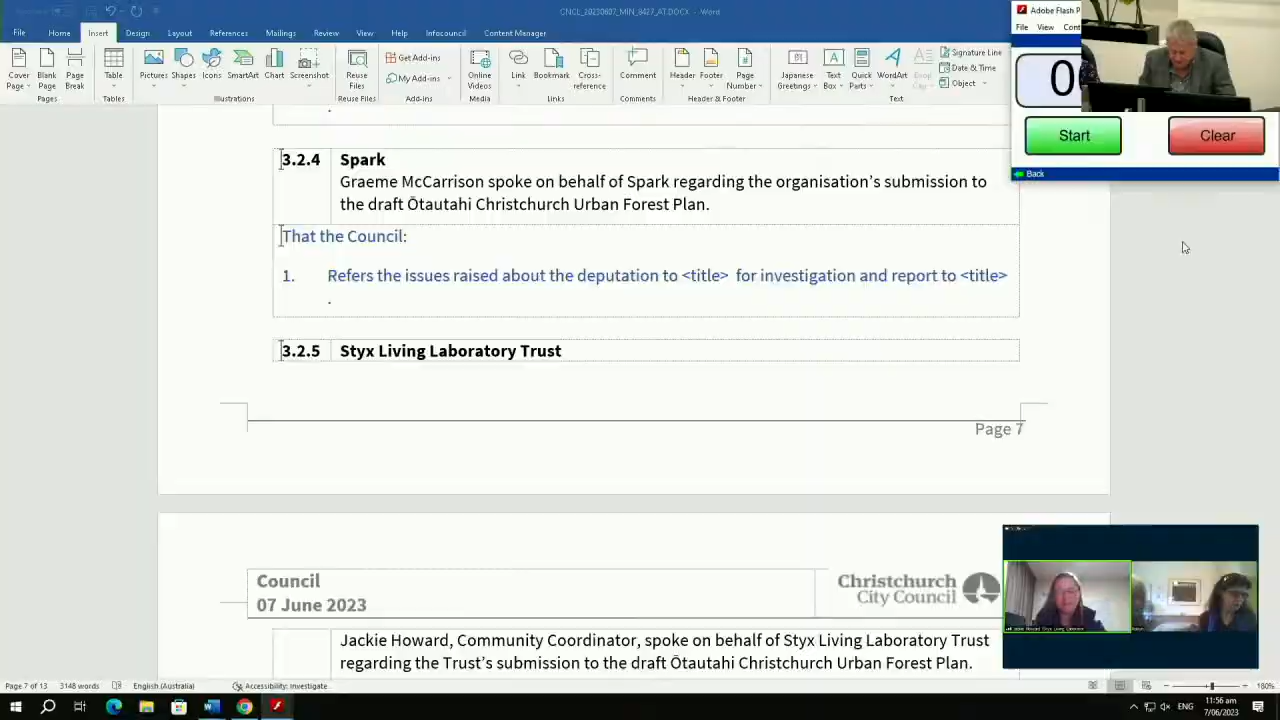 CNCL_20230607_MIN_8427_AT.DOCX - Word
File Home Insert Design Layout References Mailings Review View Help Infocouncil Content Manager
Cover Page
Blank Page
Page Break
Pages
Table
Tables
Pictures
Shapes
Icons
SmartArt
Chart
Screenshot
Illustrations
Reuse Files
Reuse Files
Get Add-ins
My Add-ins
Add-ins
Online Videos
Media
Links
Bookmark
Cross-reference
Links
Comment
Comments
Header
Footer
Page Number
Header & Footer
Japanese Greetings
Text Box
Quick Parts
WordArt
Drop Cap
Signature Line
Date & Time
Object
Text
Adobe Flash P
File View Cont
Start
Clear
Back
3.2.4 Spark
Graeme McCarrison spoke on behalf of Spark regarding the organisation's submission to
the draft Ōtautahi Christchurch Urban Forest Plan.
That the Council:
1. Refers the issues raised about the deputation to <title> for investigation and report to <title>
.
3.2.5 Styx Living Laboratory Trust
Page 7
Council
07 June 2023
Christchurch
City Council
Jackie Howard, Community Coordinator, spoke on behalf of Styx Living Laboratory Trust
regarding the Trust's submission to the draft Ōtautahi Christchurch Urban Forest Plan.
Page 7 of 13 3148 words English (Australia) Accessibility: Investigate
180%
ENG
11:56 am
7/06/2023